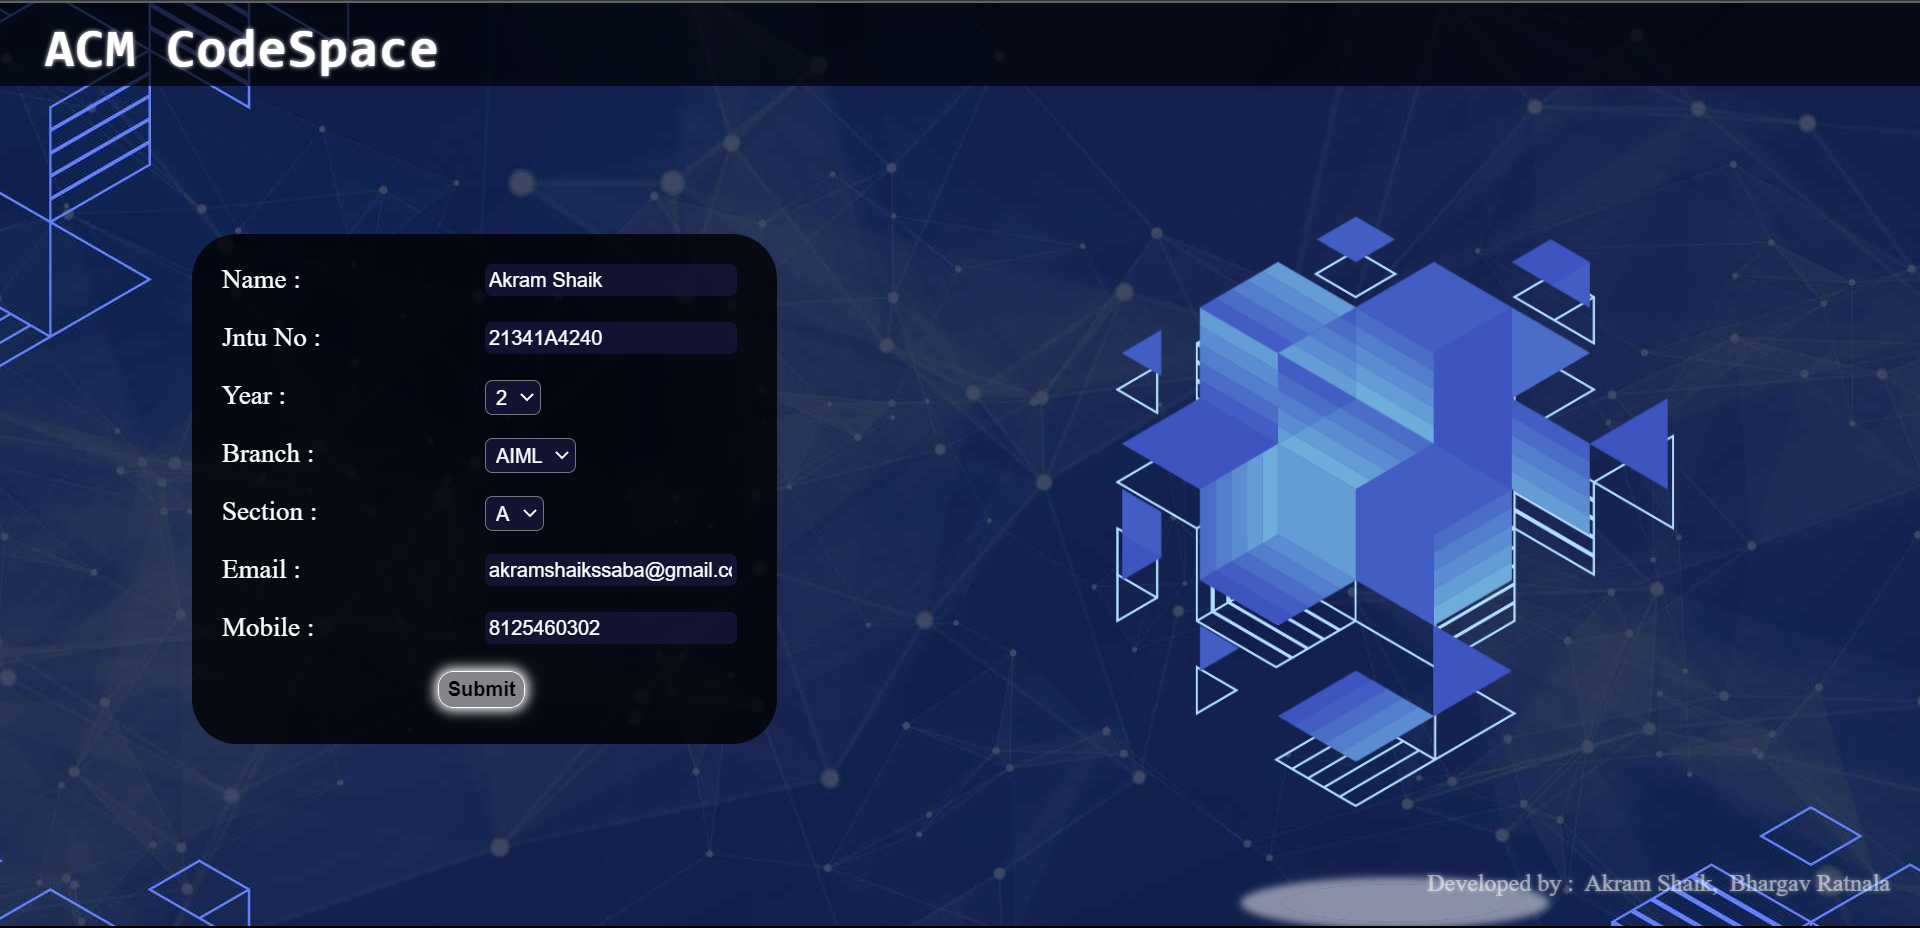 ACM CodeSpace
Name : Akram Shaik
Jntu No : 21341A4240
Year : 2
Branch : AIML
Section : A
Email : akramshaikssaba@gmail.co
Mobile : 8125460302
Submit
Developed by : Akram Shaik, Bhargav Ratnala